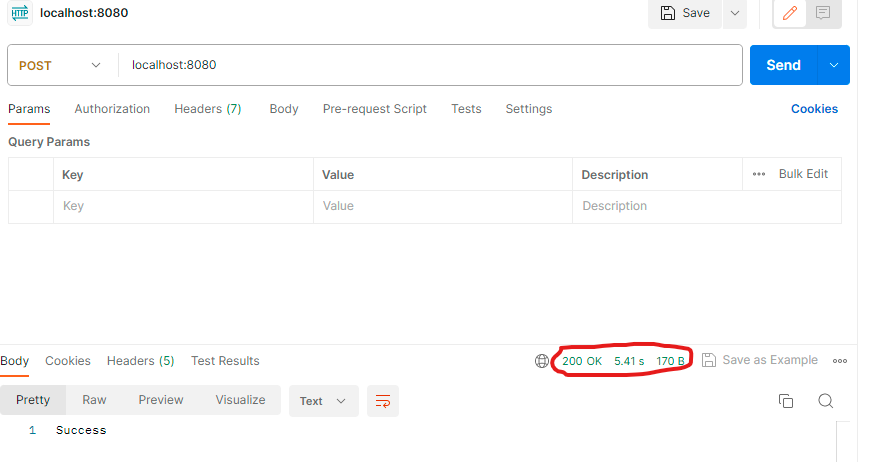 HTTP localhost:8080 Save
POST localhost:8080 Send
Params Authorization Headers (7) Body Pre-request Script Tests Settings Cookies
Query Params
Key Value Description Bulk Edit
Key Value Description
Body Cookies Headers (5) Test Results 200 OK 5.41 s 170 B Save as Example
Pretty Raw Preview Visualize Text
1 Success